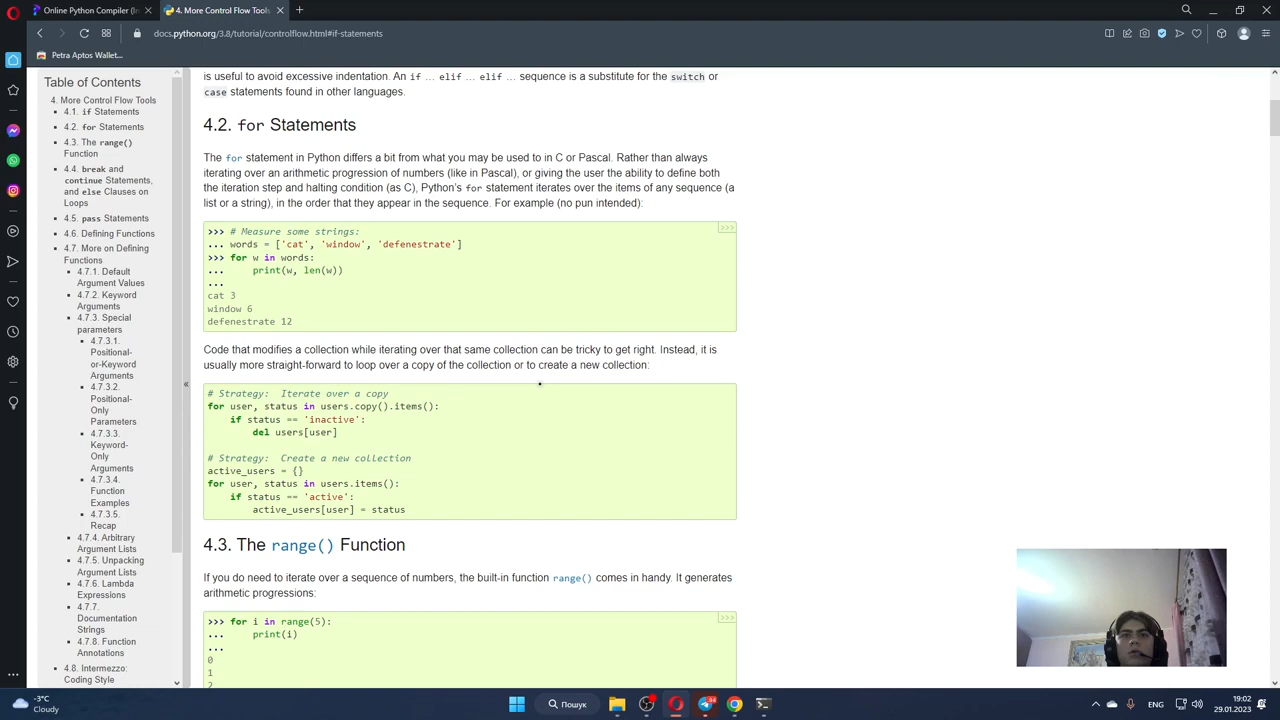 Online Python Compiler (In
4. More Control Flow Tools
docs.python.org/3.8/tutorial/controlflow.html#if-statements
Petra Aptos Wallet...
Table of Contents
4. More Control Flow Tools
4.1. if Statements
4.2. for Statements
4.3. The range()
Function
4.4. break and
continue Statements,
and else Clauses on
Loops
4.5. pass Statements
4.6. Defining Functions
4.7. More on Defining
Functions
4.7.1. Default
Argument Values
4.7.2. Keyword
Arguments
4.7.3. Special
parameters
4.7.3.1.
Positional-
or-Keyword
Arguments
4.7.3.2.
Positional-
Only
Parameters
4.7.3.3.
Keyword-
Only
Arguments
4.7.3.4.
Function
Examples
4.7.3.5.
Recap
4.7.4. Arbitrary
Argument Lists
4.7.5. Unpacking
Argument Lists
4.7.6. Lambda
Expressions
4.7.7.
Documentation
Strings
4.7.8. Function
Annotations
4.8. Intermezzo:
Coding Style
«
is useful to avoid excessive indentation. An if … elif … elif … sequence is a substitute for the switch or
case statements found in other languages.
4.2. for Statements
The for statement in Python differs a bit from what you may be used to in C or Pascal. Rather than always
iterating over an arithmetic progression of numbers (like in Pascal), or giving the user the ability to define both
the iteration step and halting condition (as C), Python's for statement iterates over the items of any sequence (a
list or a string), in the order that they appear in the sequence. For example (no pun intended):
>>>
>>> # Measure some strings:
... words = ['cat', 'window', 'defenestrate']
>>> for w in words:
...     print(w, len(w))
...
cat 3
window 6
defenestrate 12
Code that modifies a collection while iterating over that same collection can be tricky to get right. Instead, it is
usually more straight-forward to loop over a copy of the collection or to create a new collection:
# Strategy:  Iterate over a copy
for user, status in users.copy().items():
    if status == 'inactive':
        del users[user]
# Strategy:  Create a new collection
active_users = {}
for user, status in users.items():
    if status == 'active':
        active_users[user] = status
4.3. The range() Function
If you do need to iterate over a sequence of numbers, the built-in function range() comes in handy. It generates
arithmetic progressions:
>>>
>>> for i in range(5):
...     print(i)
...
0
1
2
-3°C
Cloudy
Пошук
ENG
19:02
29.01.2023